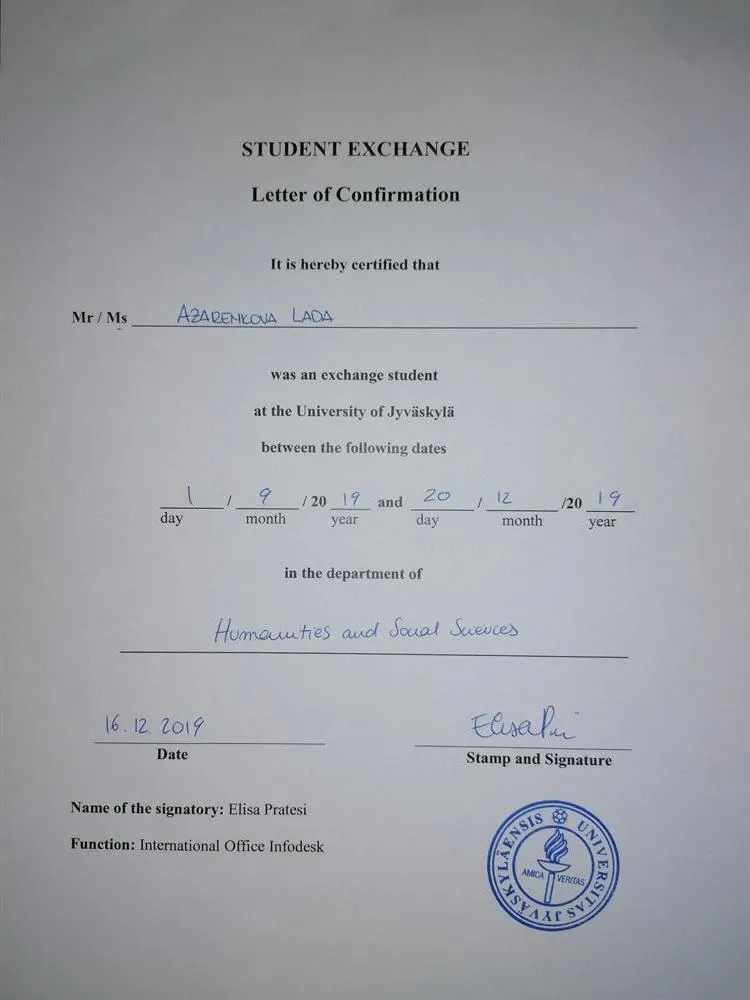 STUDENT EXCHANGE
Letter of Confirmation
It is hereby certified that
Mr / Ms AZARENKOVA LADA
was an exchange student
at the University of Jyväskylä
between the following dates
1 / 9 / 20 19 and 20 / 12 /20 19
day month year day month year
in the department of
Humanities and Social Sciences
16.12.2019
Date
Stamp and Signature
Name of the signatory: Elisa Pratesi
Function: International Office Infodesk
UNIVERSITAS JYVÄSKYLÄENSIS
AMICA VERITAS